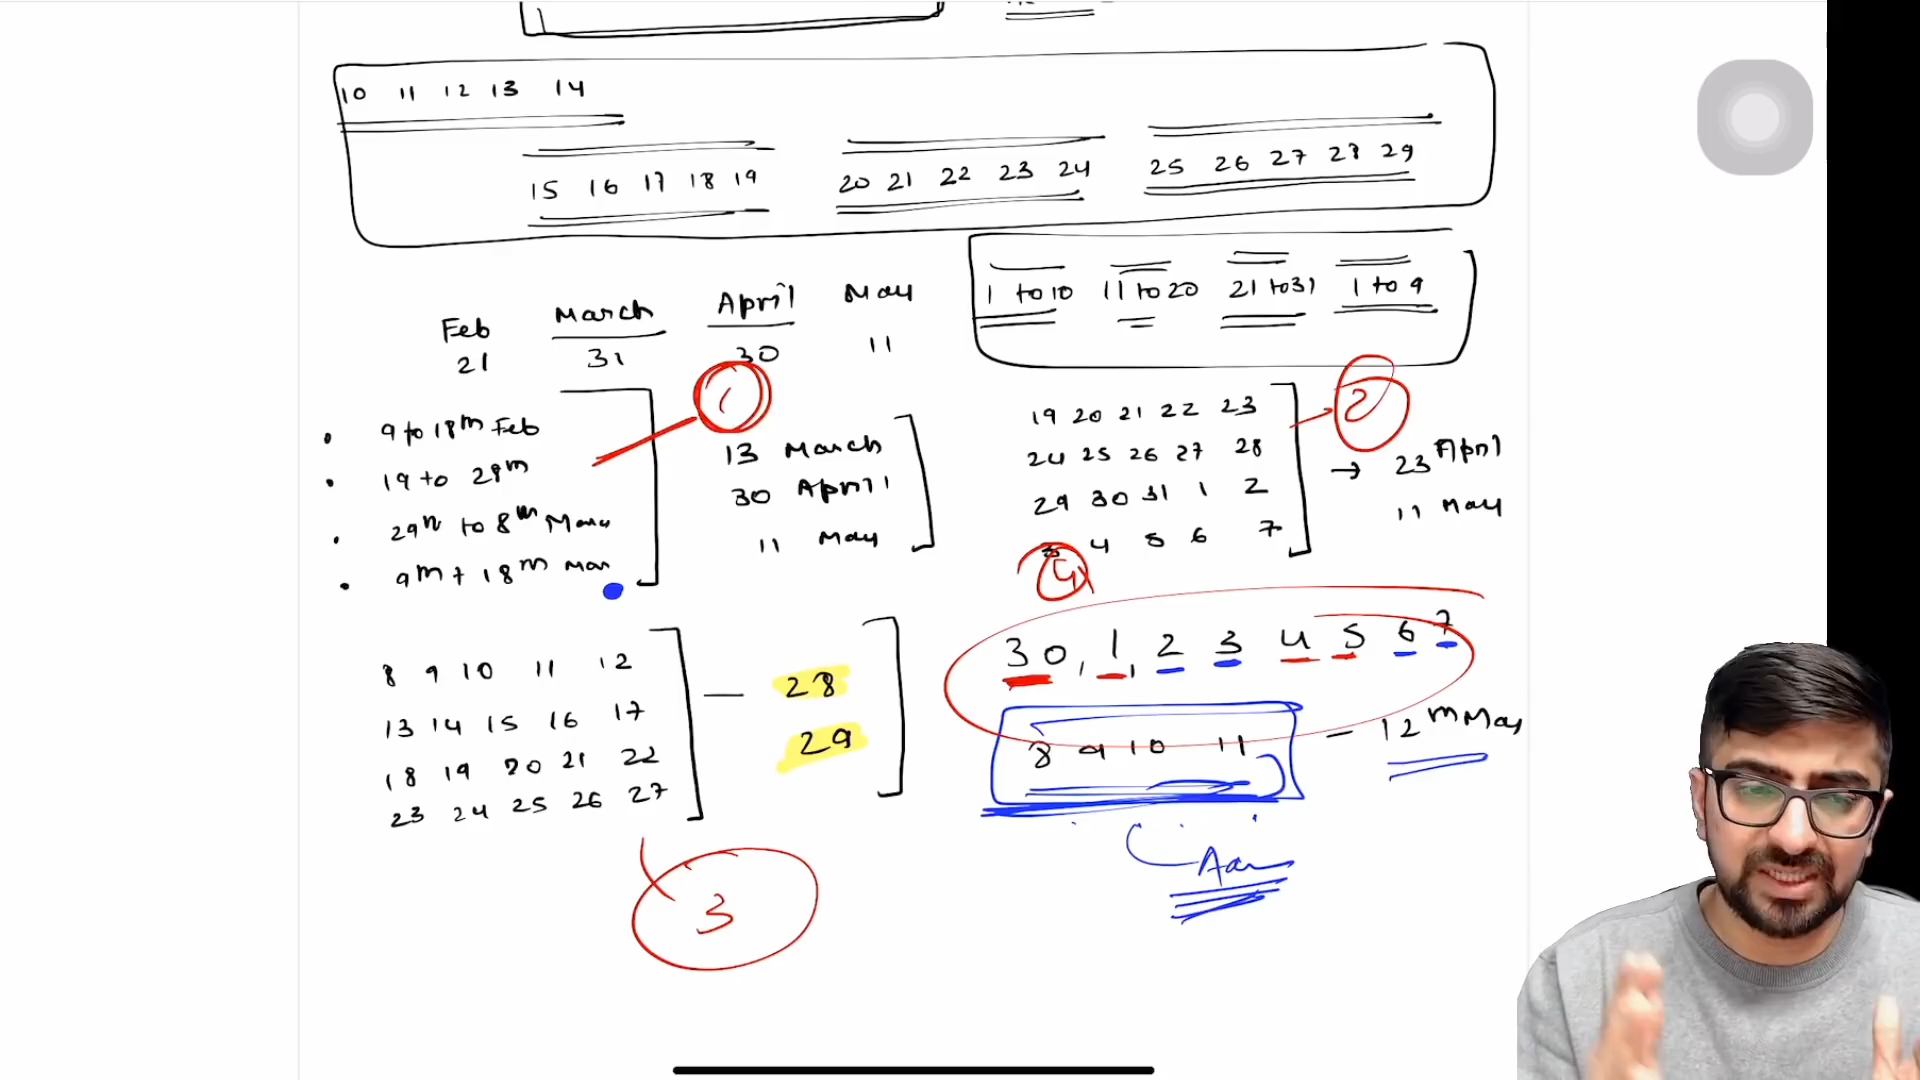 10 11 12 13 14
15 16 17 18 19 20 21 22 23 24 25 26 27 28 29
1 to 10 11 to 20 21 to 31 1 to 9
Feb March April May
21 31 30 11
1
2
9 to 18th Feb
19 to 28th
29th to 8th March
9th + 18th Mar
13 March
30 April
11 May
19 20 21 22 23
24 25 26 27 28
29 30 31 1 2
3 4 5 6 7
→ 23 April
11 May
4
8 9 10 11 12
13 14 15 16 17
18 19 20 21 22
23 24 25 26 27
— 28
29
3
30, 1, 2 3 4 5 6 7
8 9 10 11 – 12th May